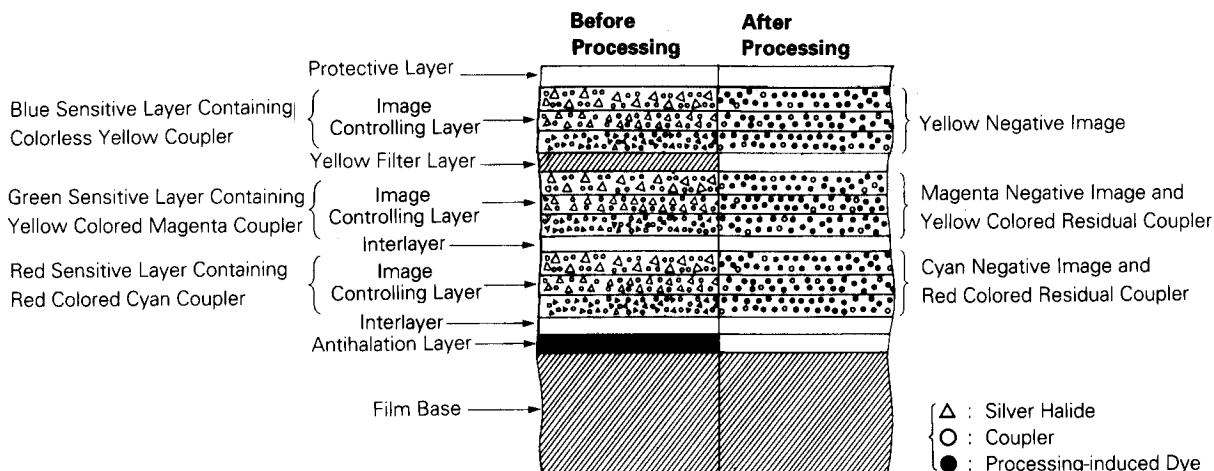 Before
Processing
After
Processing
Protective Layer
Blue Sensitive Layer Containing
Colorless Yellow Coupler
Image
Controlling Layer
Yellow Negative Image
Yellow Filter Layer
Green Sensitive Layer Containing
Yellow Colored Magenta Coupler
Image
Controlling Layer
Magenta Negative Image and
Yellow Colored Residual Coupler
Interlayer
Red Sensitive Layer Containing
Red Colored Cyan Coupler
Image
Controlling Layer
Cyan Negative Image and
Red Colored Residual Coupler
Interlayer
Antihalation Layer
Film Base
: Silver Halide
: Coupler
: Processing-induced Dye